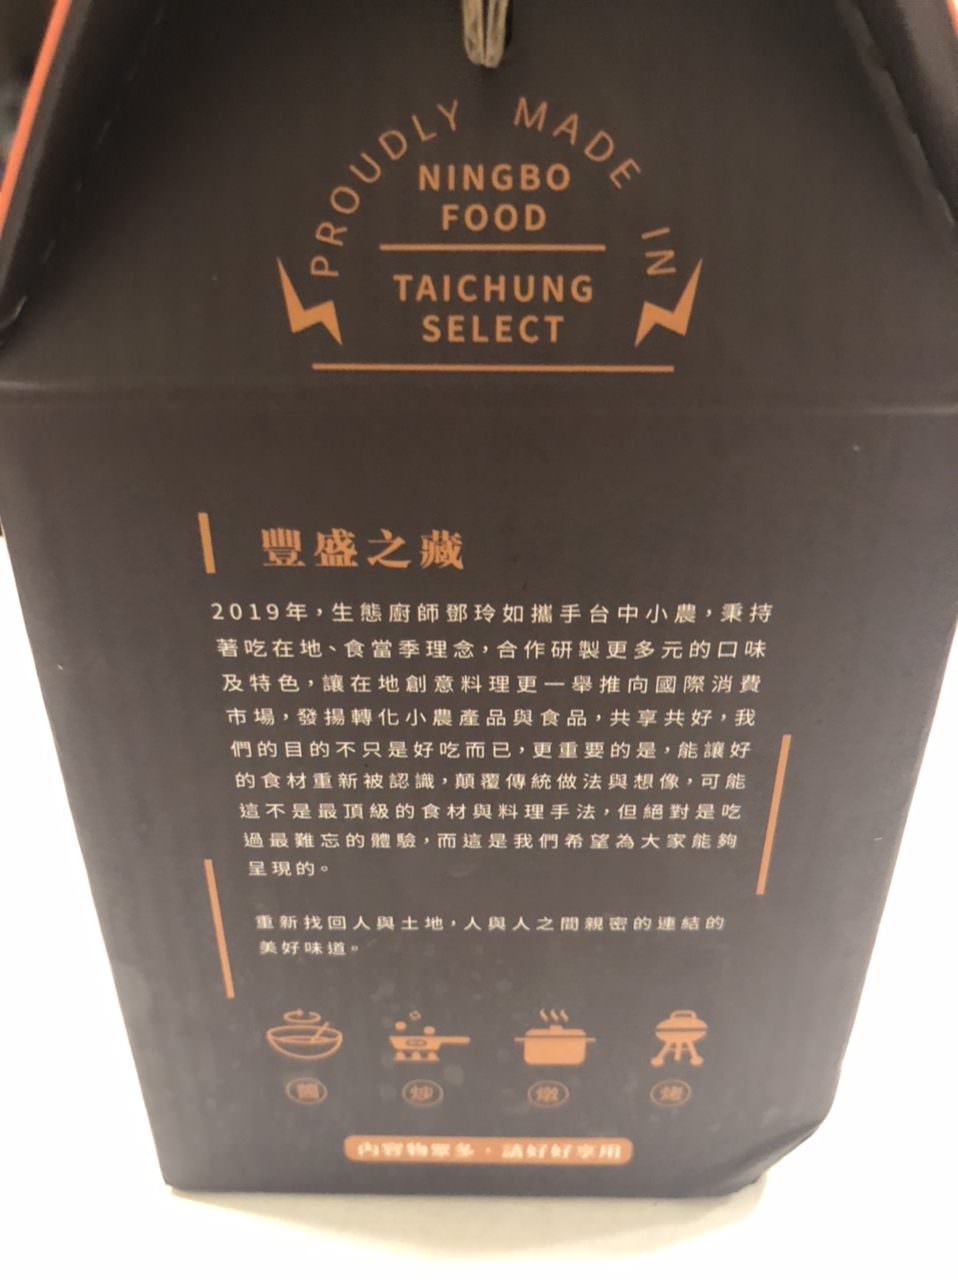 PROUDLY MADE IN
NINGBO
FOOD
TAICHUNG
SELECT
豐盛之藏
2019年，生態廚師鄧玲如攜手台中小農，秉持
著吃在地、食當季理念，合作研製更多元的口味
及特色，讓在地創意料理更一舉推向國際消費
市場，發揚轉化小農產品與食品，共享共好，我
們的目的不只是好吃而已，更重要的是，能讓好
的食材重新被認識，顛覆傳統做法與想像，可能
這不是最頂級的食材與料理手法，但絕對是吃
過最難忘的體驗，而這是我們希望為大家能夠
呈現的。
重新找回人與土地，人與人之間親密的連結的
美好味道。
炒 燉 烤
內容物眾多，請好好享用